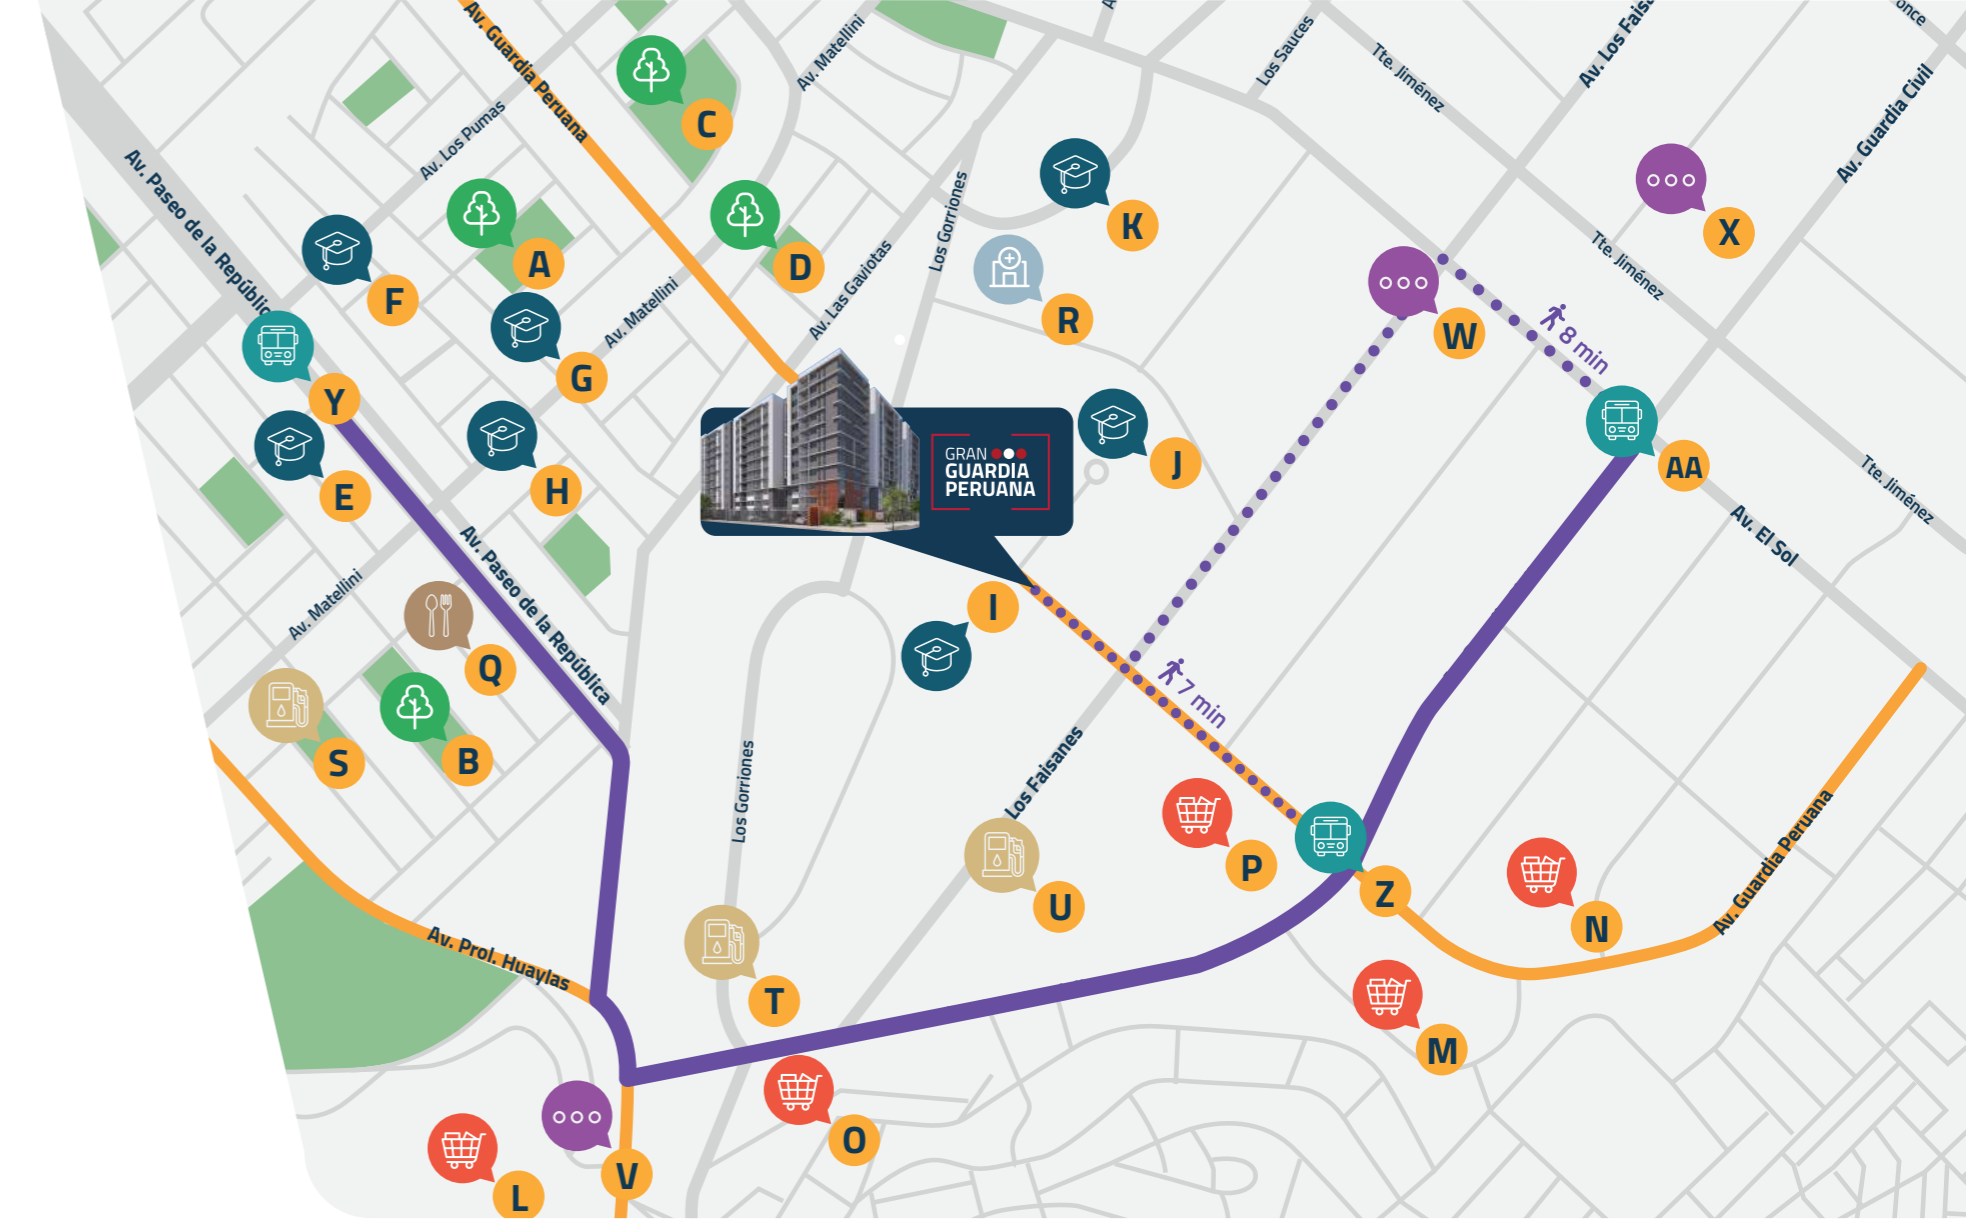 Av. Guardia Peruana
Av. Matellini
Los Sauces
Tte. Jiménez
Av. Los Pumas
Av. Guardia Civil
C
Av. Paseo de la República
K
X
A
D
F
Los Gorriones
Av. Las Gaviotas
Tte. Jiménez
R
W
8 min
Av. Matellini
G
Y
GRAN
GUARDIA
PERUANA
J
AA
E
H
Tte. Jiménez
Av. El Sol
Av. Paseo de la República
Av. Matellini
I
Q
7 min
S
B
Los Gorriones
Los Faisanes
P
Z
U
N
Av. Guardia Peruana
Av. Prol. Huaylas
T
M
O
V
L